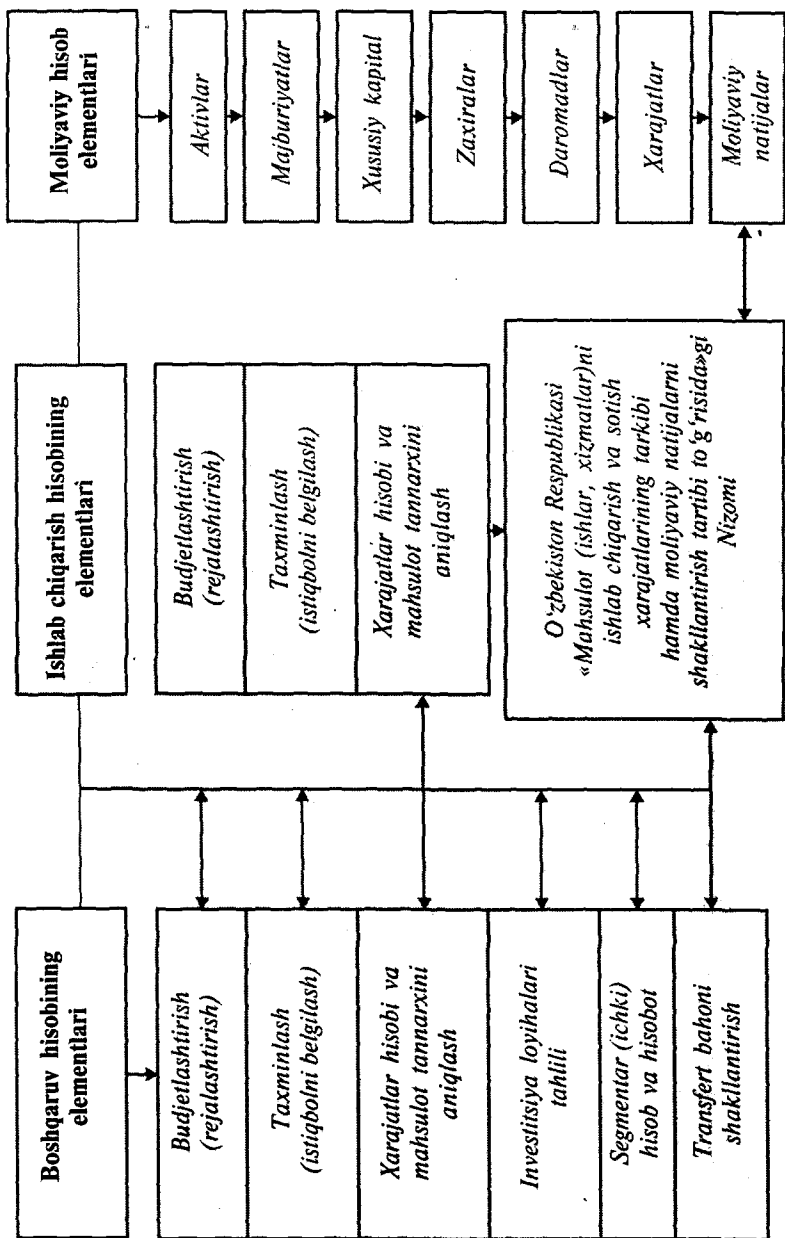 Boshqaruv hisobining
elementlari
Budjetlashtirish
(rejalashtirish)
Taxminlash
(istiqbolni belgilash)
Xarajatlar hisobi va
mahsulot tannarxini
aniqlash
Investitsiya loyihalari
tahlili
Segmentar (ichki)
hisob va hisobot
Transfert bahoni
shakllantirish
Ishlab chiqarish hisobining
elementlari
Budjetlashtirish
(rejalashtirish)
Taxminlash
(istiqbolni belgilash)
Xarajatlar hisobi va
mahsulot tannarxini
aniqlash
O‘zbekiston Respublikasi
«Mahsulot (ishlar, xizmatlar)ni
ishlab chiqarish va sotish
xarajatlarining tarkibi
hamda moliyaviy natijalarni
shakllantirish tartibi to‘g‘risida»gi
Nizomi
Moliyaviy hisob
elementlari
Aktivlar
Majburiyatlar
Xususiy kapital
Zaxiralar
Daromadlar
Xarajatlar
Moliyaviy
natijalar